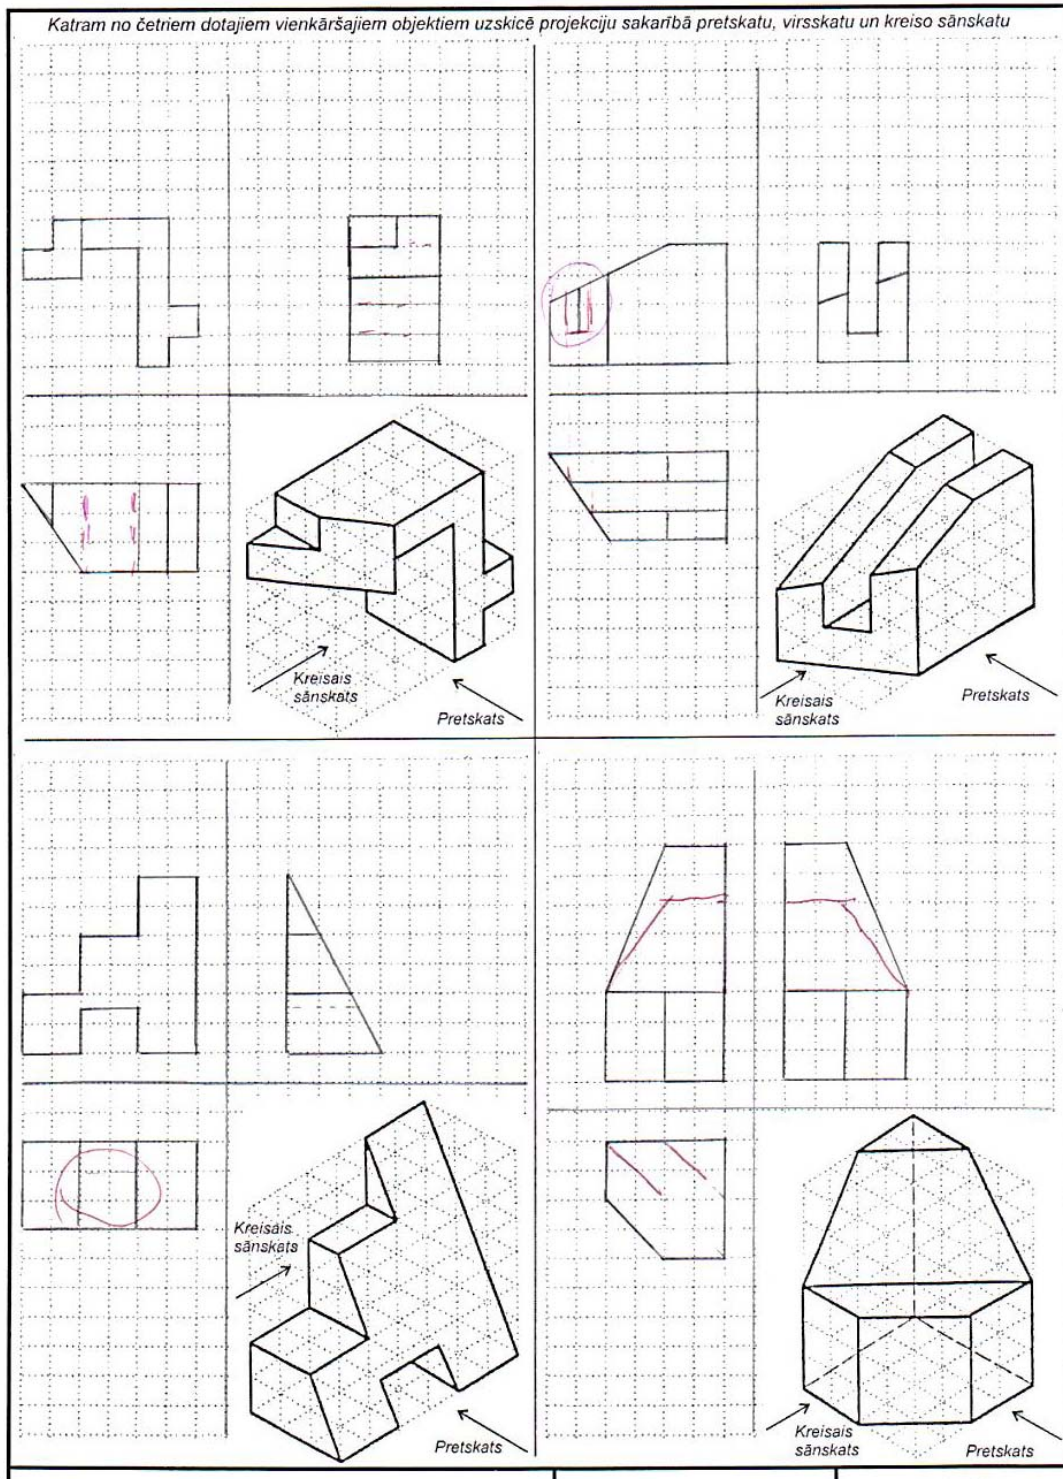 Katram no četriem dotajiem vienkāršajiem objektiem uzskicē projekciju sakarībā pretskatu, virsskatu un kreiso sānskatu
Kreisais
sānskats
Pretskats
Kreisais
sānskats
Pretskats
Kreisais
sānskats
Pretskats
Kreisais
sānskats
Pretskats